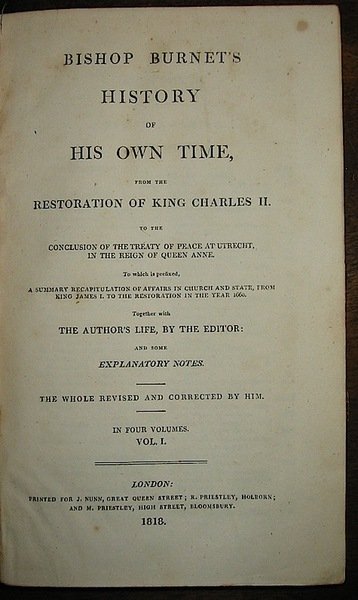 BISHOP BURNET'S
HISTORY
OF
HIS OWN TIME,
FROM THE
RESTORATION OF KING CHARLES II.
TO THE
CONCLUSION OF THE TREATY OF PEACE AT UTRECHT,
IN THE REIGN OF QUEEN ANNE.
To which is prefixed,
A SUMMARY RECAPITULATION OF AFFAIRS IN CHURCH AND STATE, FROM
KING JAMES I. TO THE RESTORATION IN THE YEAR 1660.
Together with
THE AUTHOR'S LIFE, BY THE EDITOR:
AND SOME
EXPLANATORY NOTES.
THE WHOLE REVISED AND CORRECTED BY HIM.
IN FOUR VOLUMES.
VOL. I.
LONDON:
PRINTED FOR J. NUNN, GREAT QUEEN STREET; R. PRIESTLEY, HOLBORN;
AND M. PRIESTLEY, HIGH STREET, BLOOMSBURY.
1818.